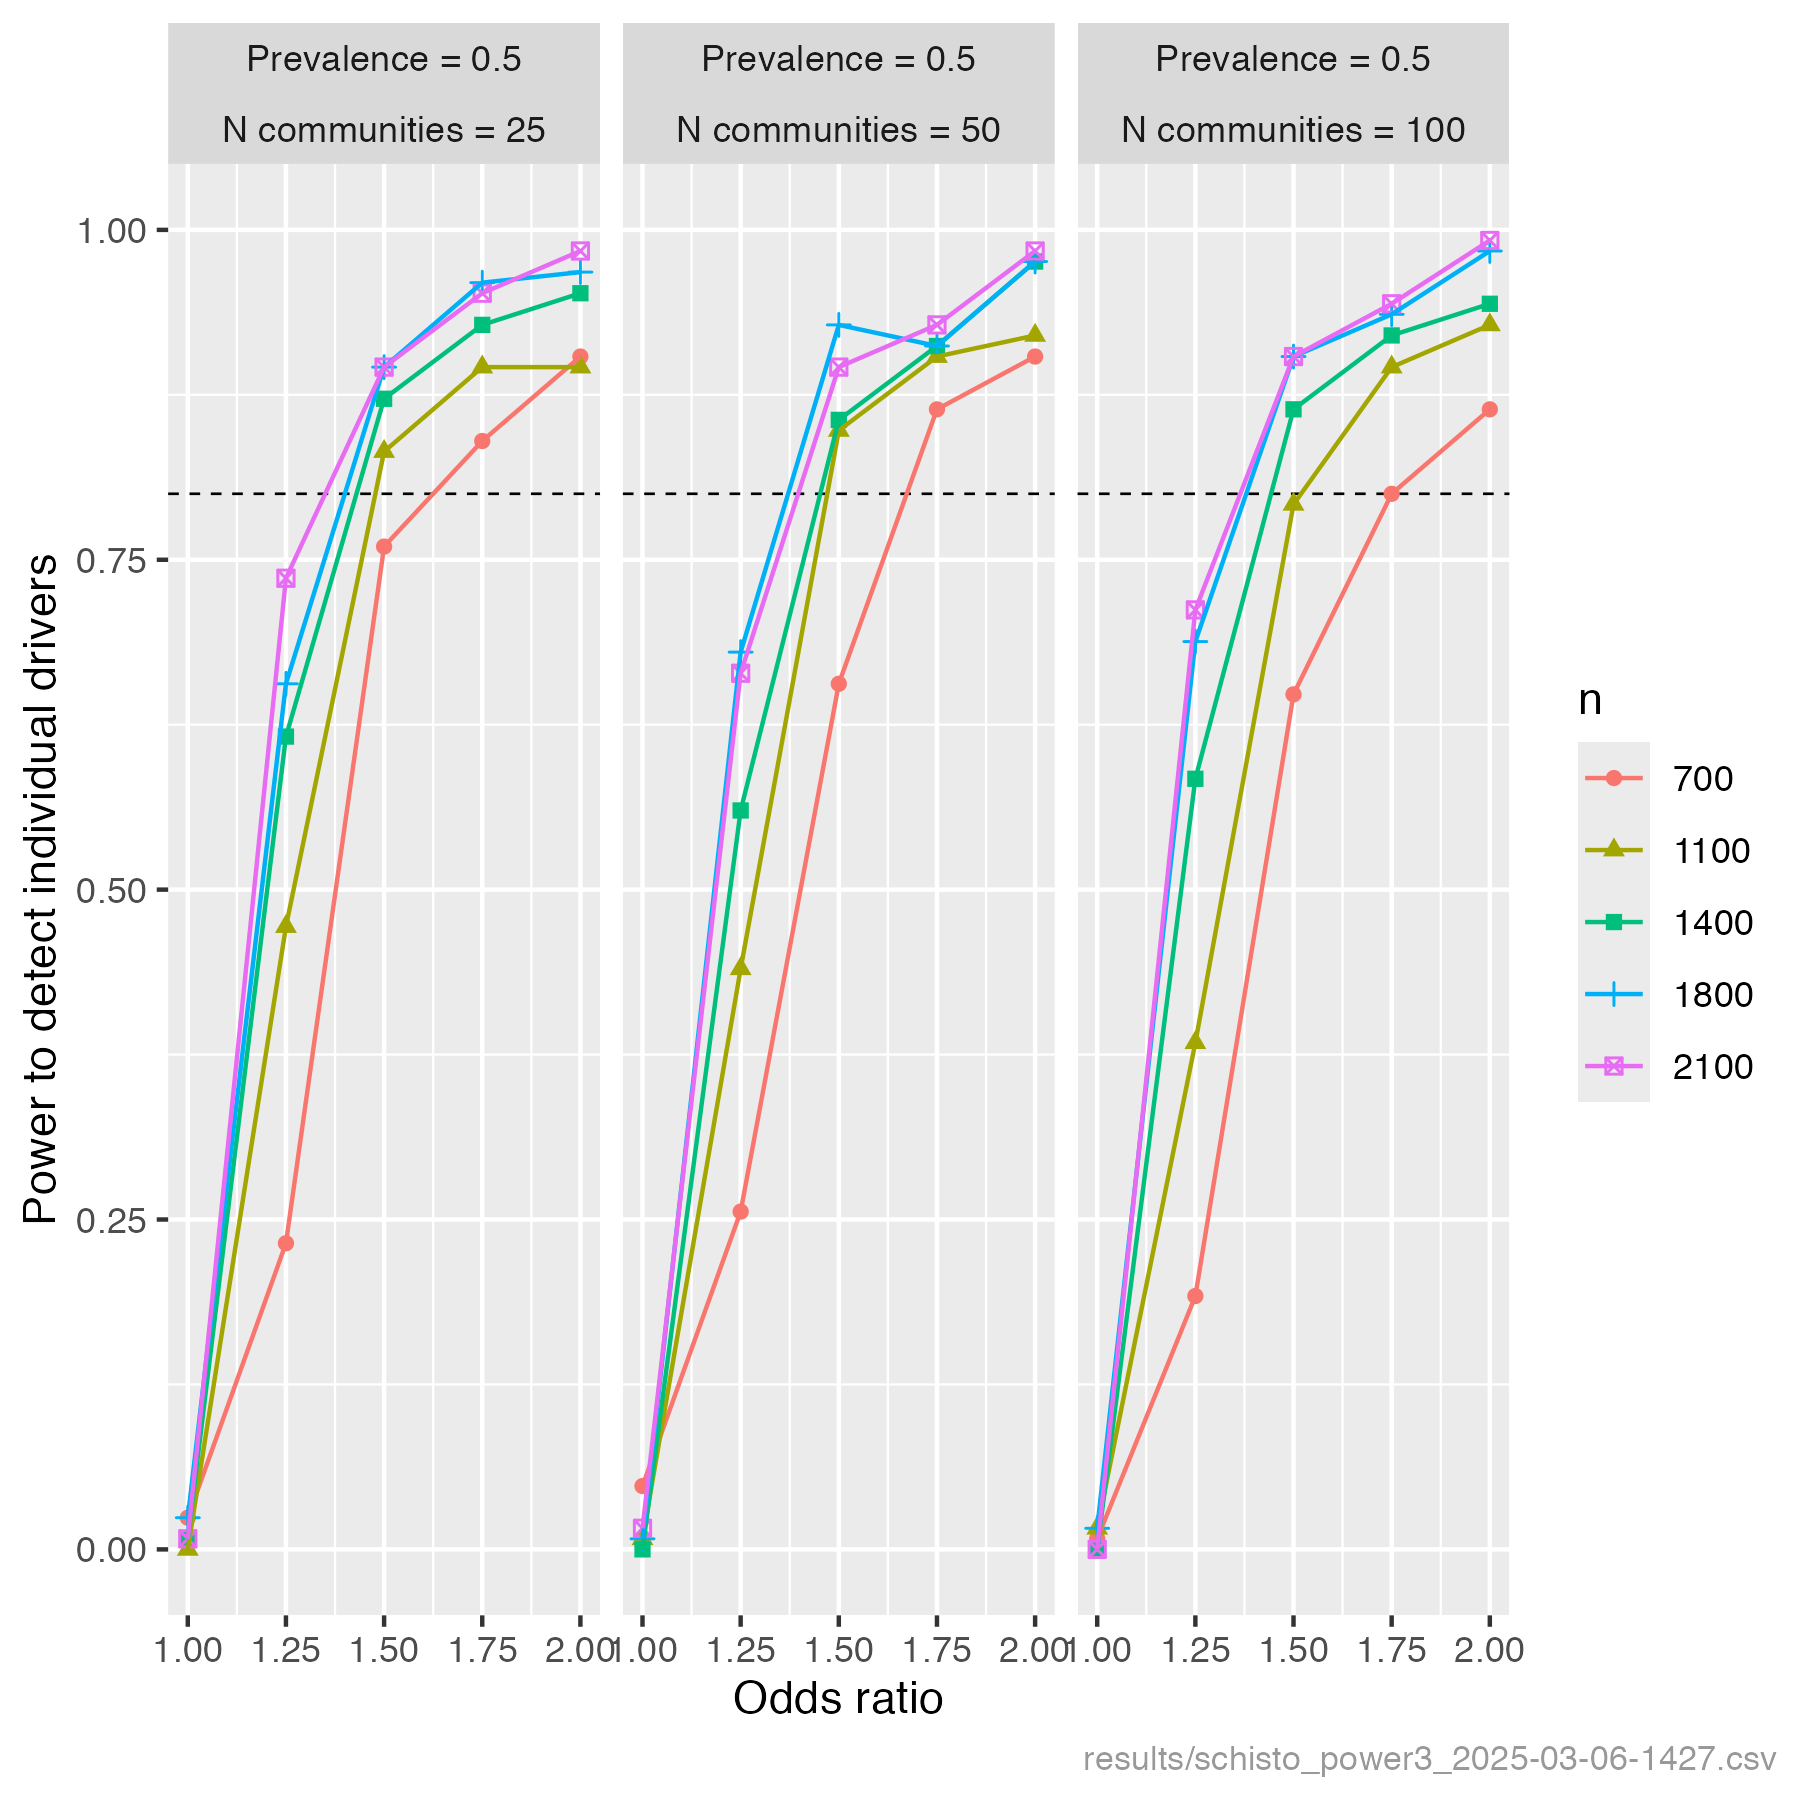 Prevalence = 0.5
N communities = 25
Prevalence = 0.5
N communities = 50
Prevalence = 0.5
N communities = 100
Power to detect individual drivers
1.00
0.75
0.50
0.25
0.00
1.00 1.25 1.50 1.75 2.00
1.00 1.25 1.50 1.75 2.00
1.00 1.25 1.50 1.75 2.00
Odds ratio
n
700
1100
1400
1800
2100
results/schisto_power3_2025-03-06-1427.csv